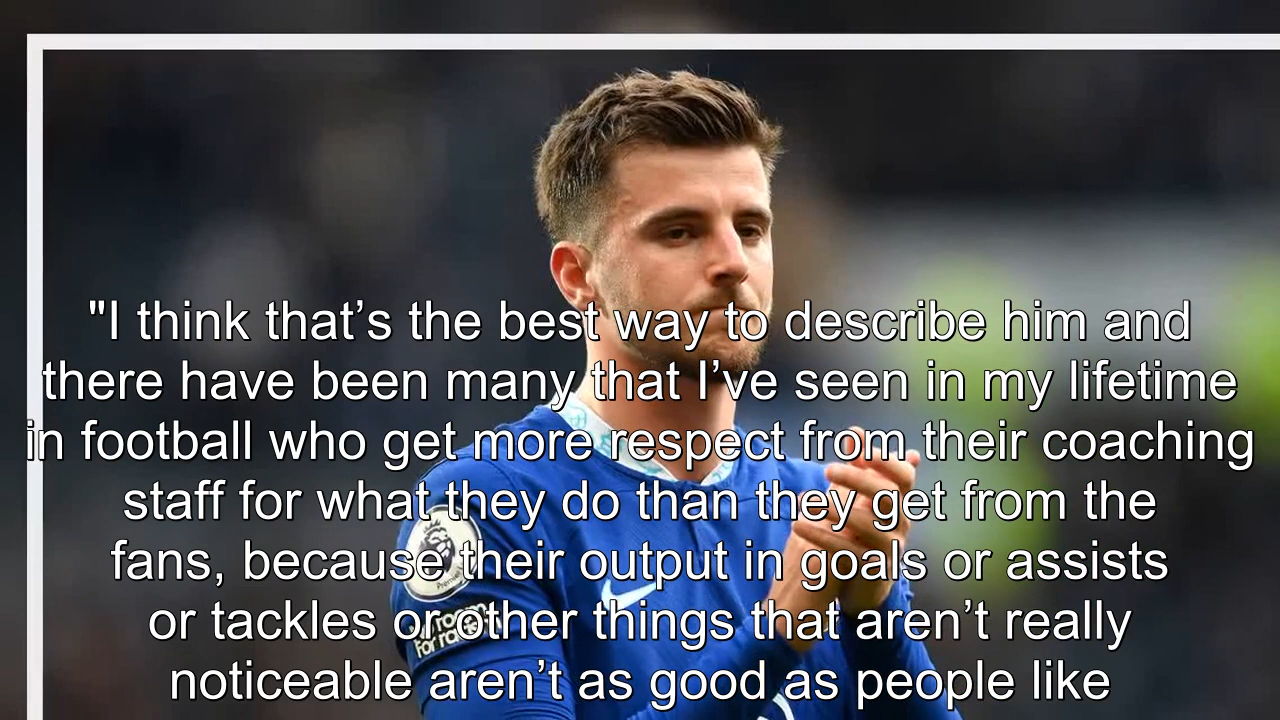 "I think that’s the best way to describe him and
there have been many that I’ve seen in my lifetime
in football who get more respect from their coaching
staff for what they do than they get from the
fans, because their output in goals or assists
or tackles or other things that aren’t really
noticeable aren’t as good as people like